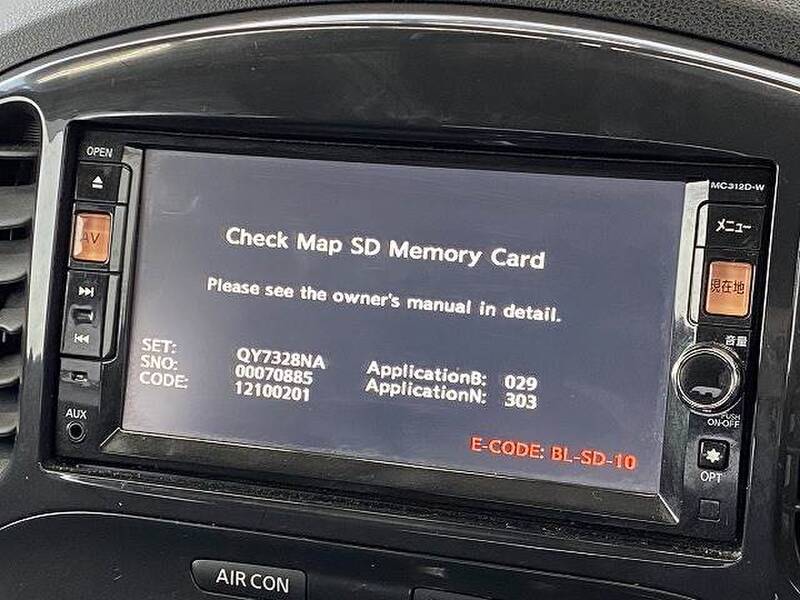 OPEN
AV
AUX
Check Map SD Memory Card
Please see the owner's manual in detail.
SET: QY7328NA
SNO: 00070885 ApplicationB: 029
CODE: 12100201 ApplicationN: 303
E-CODE: BL-SD-10
MC312D-W
メニュー
現在地
音量
PUSH
ON-OFF
OPT
AIR CON